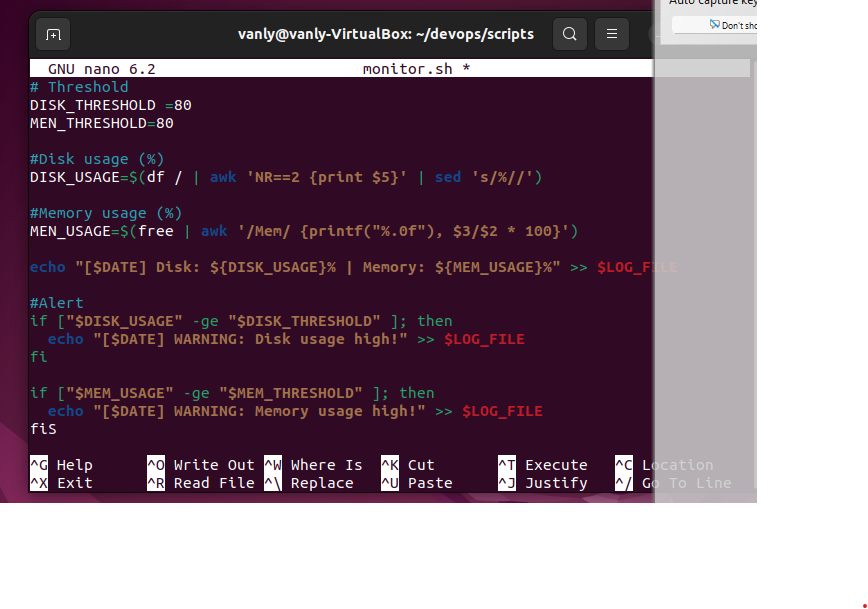 Auto capture key
vanly@vanly-VirtualBox: ~/devops/scripts
Don't sho
GNU nano 6.2 monitor.sh *
# Threshold
DISK_THRESHOLD =80
MEN_THRESHOLD=80
#Disk usage (%)
DISK_USAGE=$(df / | awk 'NR==2 {print $5}' | sed 's/%//')
#Memory usage (%)
MEN_USAGE=$(free | awk '/Mem/ {printf("%.0f"), $3/$2 * 100}')
echo "[$DATE] Disk: ${DISK_USAGE}% | Memory: ${MEM_USAGE}%" >> $LOG_FILE
#Alert
if ["$DISK_USAGE" -ge "$DISK_THRESHOLD" ]; then
echo "[$DATE] WARNING: Disk usage high!" >> $LOG_FILE
fi
if ["$MEM_USAGE" -ge "$MEM_THRESHOLD" ]; then
echo "[$DATE] WARNING: Memory usage high!" >> $LOG_FILE
fiS
^G Help ^O Write Out ^W Where Is ^K Cut ^T Execute ^C Location
^X Exit ^R Read File ^\ Replace ^U Paste ^J Justify ^/ Go To Line